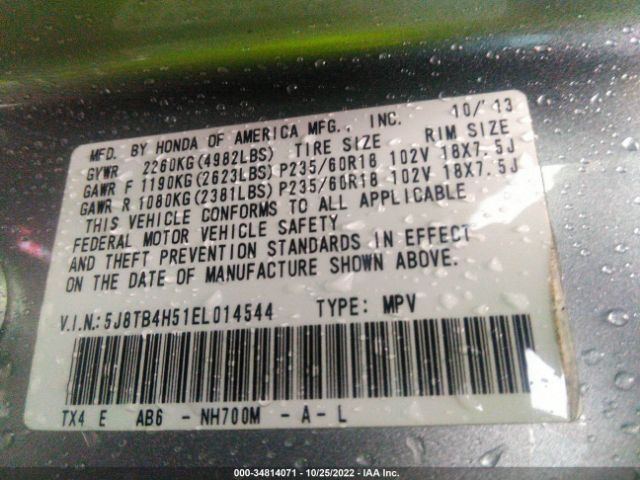 MFD. BY HONDA OF AMERICA MFG., INC. 10/'13
GVWR 2260KG(4982LBS) TIRE SIZE RIM SIZE
GAWR F 1190KG(2623LBS) P235/60R18 102V 18X7.5J
GAWR R 1080KG(2381LBS) P235/60R18 102V 18X7.5J
THIS VEHICLE CONFORMS TO ALL APPLICABLE
FEDERAL MOTOR VEHICLE SAFETY
AND THEFT PREVENTION STANDARDS IN EFFECT
ON THE DATE OF MANUFACTURE SHOWN ABOVE.
V.I.N.:5J8TB4H51EL014544 TYPE: MPV
TX4 E AB6 - NH700M - A - L
000-34814071 | 10/25/2022 - IAA Inc.